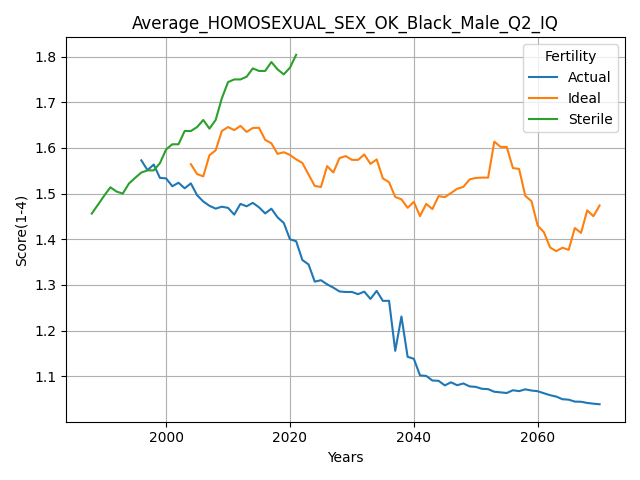 Average_HOMOSEXUAL_SEX_OK_Black_Male_Q2_IQ
Fertility
Actual
Ideal
Sterile
Score(1-4)
1.8
1.7
1.6
1.5
1.4
1.3
1.2
1.1
2000
2020
2040
2060
Years